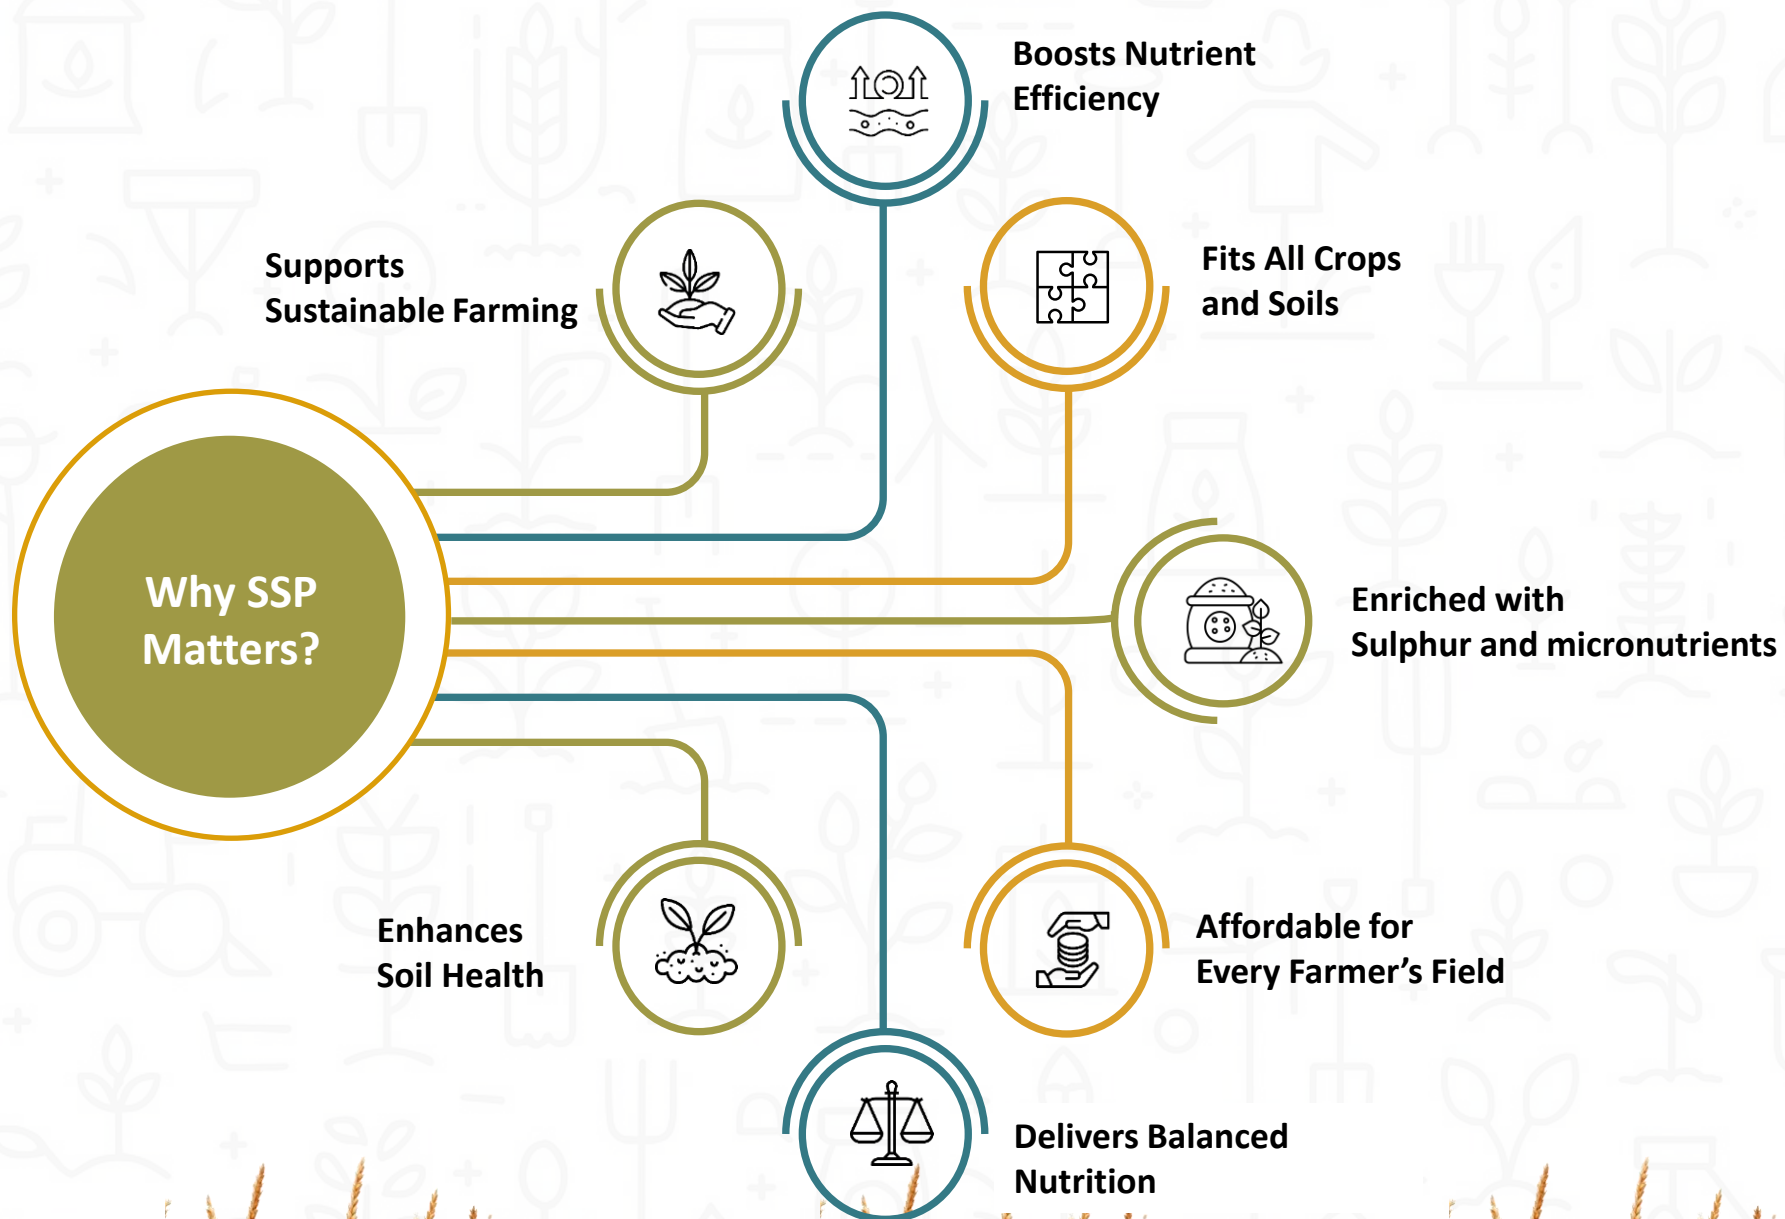 Boosts Nutrient
Efficiency
Supports
Sustainable Farming
Fits All Crops
and Soils
Why SSP
Matters?
Enriched with
Sulphur and micronutrients
Enhances
Soil Health
Affordable for
Every Farmer’s Field
Delivers Balanced
Nutrition